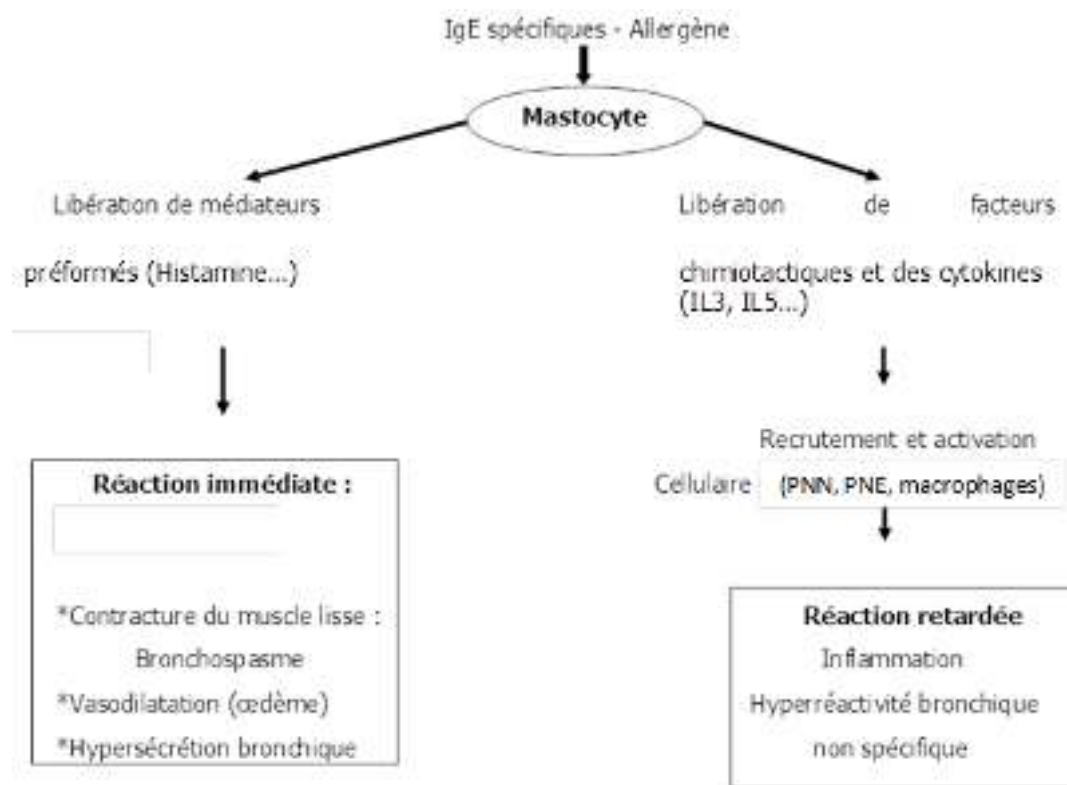 IgE spécifiques - Allergène
Mastocyte
Libération de médiateurs
préformés (Histamine...)
Libération de facteurs
chimiotactiques et des cytokines
(IL3, IL5...)
Recrutement et activation
Cellulaire (PNN, PNE, macrophages)
Réaction immédiate :
*Contracture du muscle lisse :
Bronchospasme
*Vasodilatation (œdème)
*Hypersécrétion bronchique
Réaction retardée
Inflammation
Hyperréactivité bronchique
non spécifique